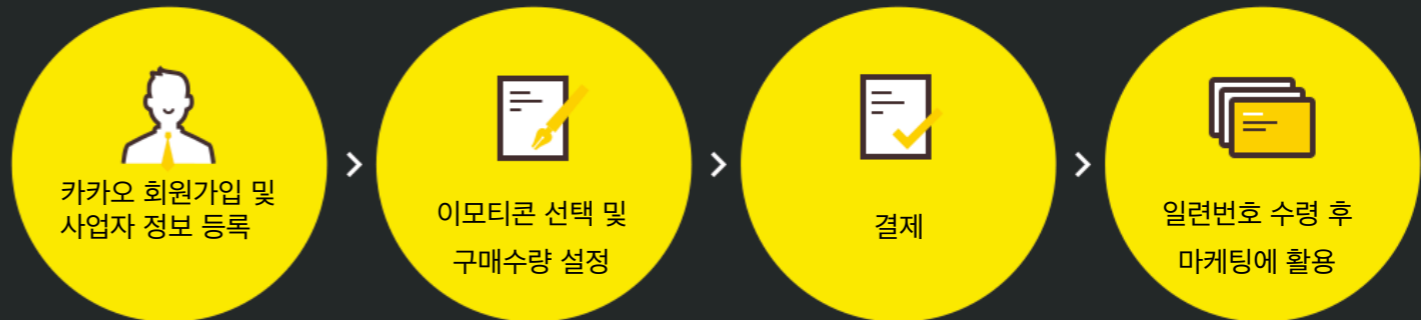 카카오 회원가입 및
사업자 정보 등록
이모티콘 선택 및
구매수량 설정
결제
일련번호 수령 후
마케팅에 활용